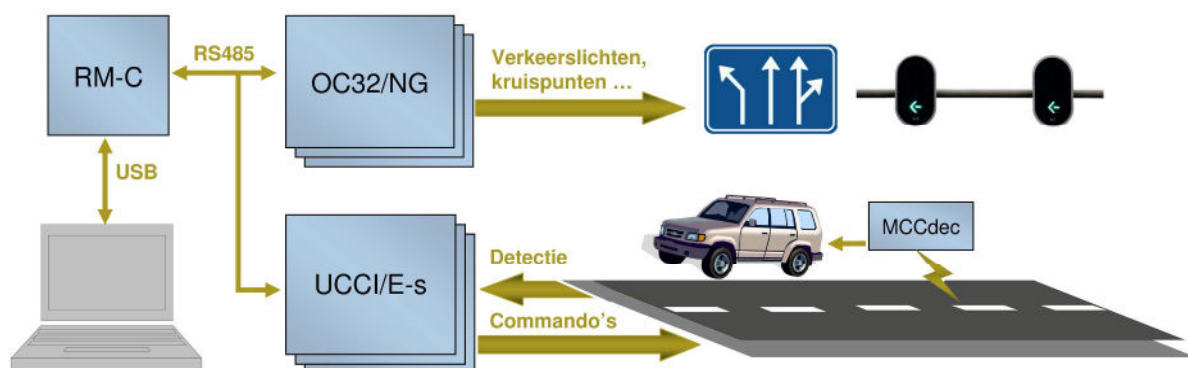 RM-C
RS485
OC32/NG
Verkeerslichten,
kruispunten ...
USB
UCCI/E-s
Detectie
Commando's
MCCdec